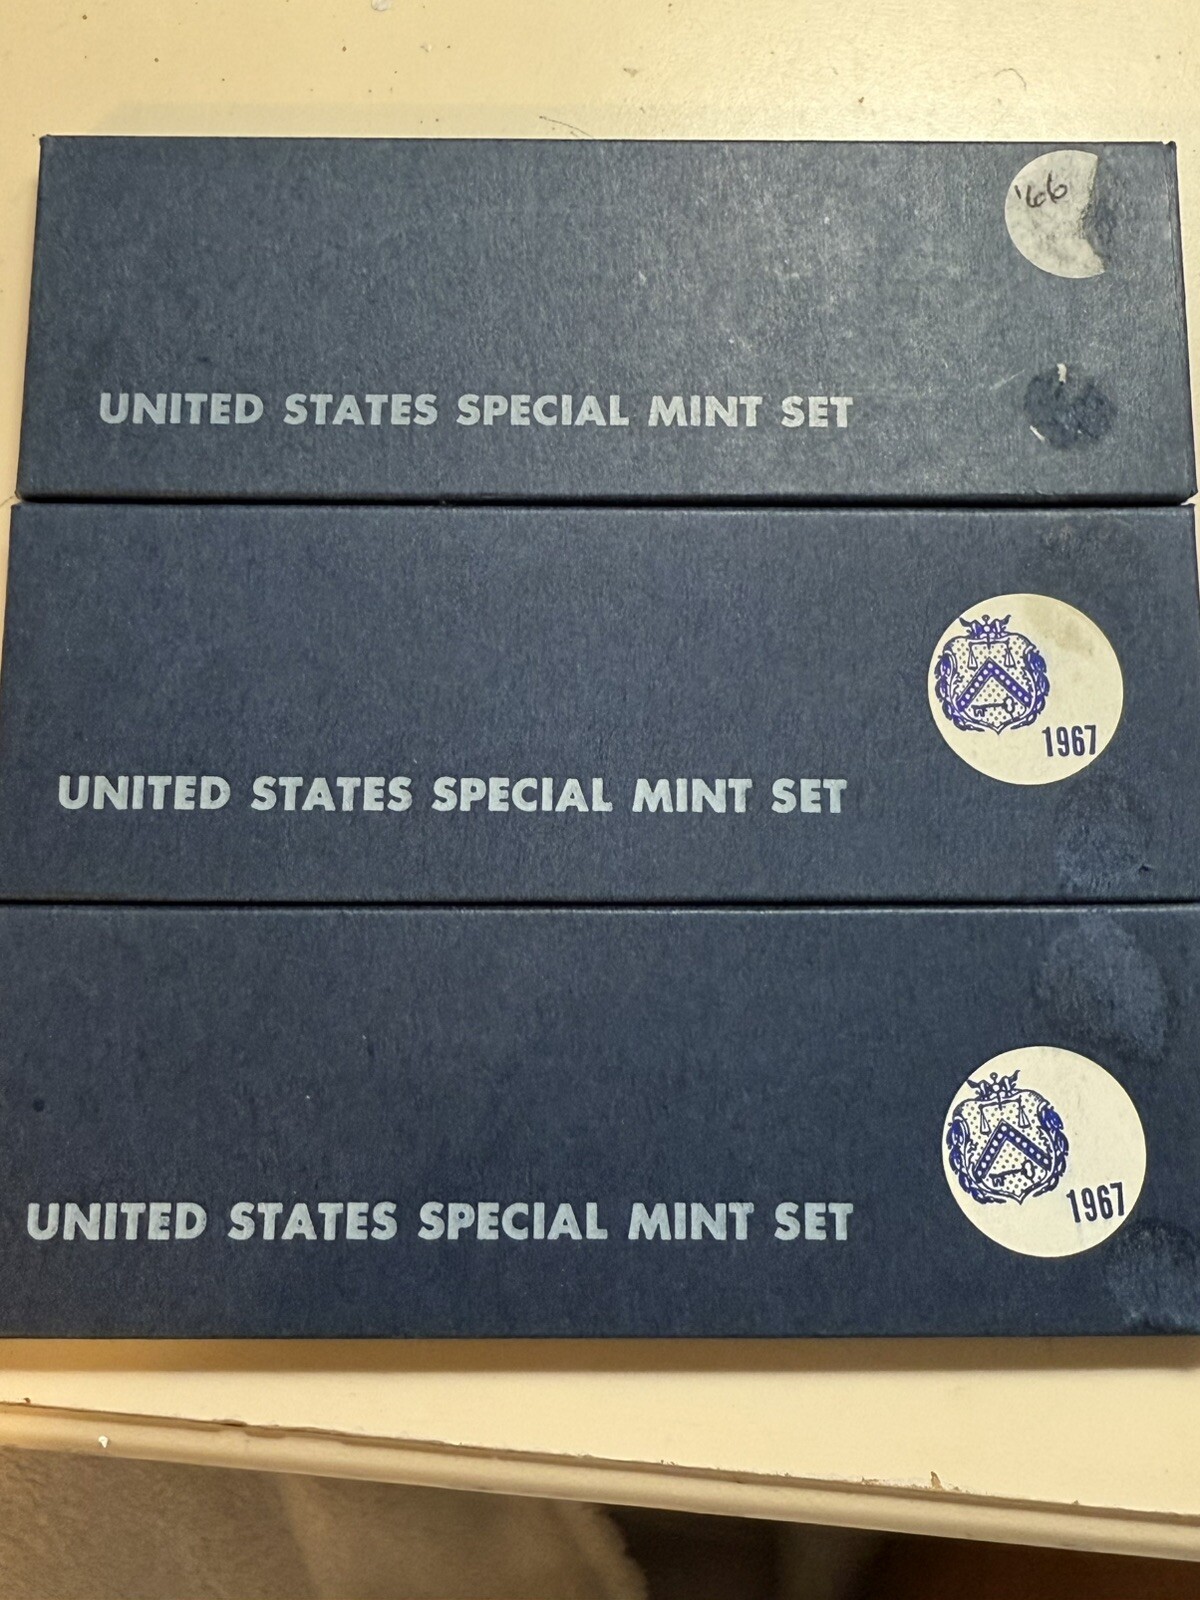 '66
UNITED STATES SPECIAL MINT SET
1967
UNITED STATES SPECIAL MINT SET
1967
UNITED STATES SPECIAL MINT SET